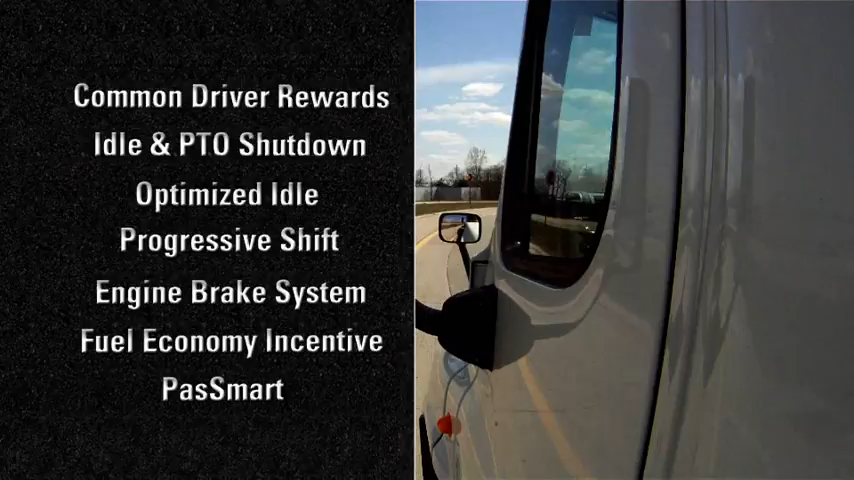 Common Driver Rewards
Idle & PTO Shutdown
Optimized Idle
Progressive Shift
Engine Brake System
Fuel Economy Incentive
PasSmart